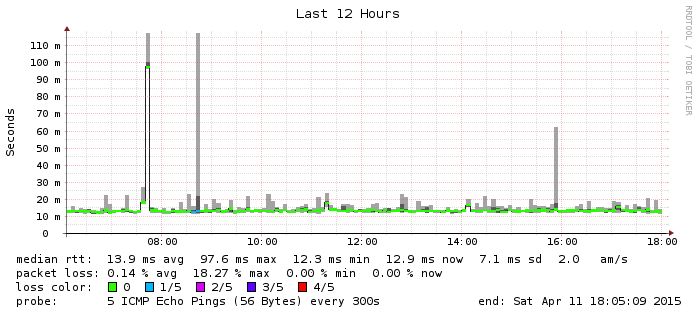 Last 12 Hours
RRDTOOL / TOBI OETIKER
Seconds
110 m
100 m
90 m
80 m
70 m
60 m
50 m
40 m
30 m
20 m
10 m
0
08:00 10:00 12:00 14:00 16:00 18:00
median rtt: 13.9 ms avg 97.6 ms max 12.3 ms min 12.9 ms now 7.1 ms sd 2.0 am/s
packet loss: 0.14 % avg 18.27 % max 0.00 % min 0.00 % now
loss color: 0 1/5 2/5 3/5 4/5
probe: 5 ICMP Echo Pings (56 Bytes) every 300s end: Sat Apr 11 18:05:09 2015